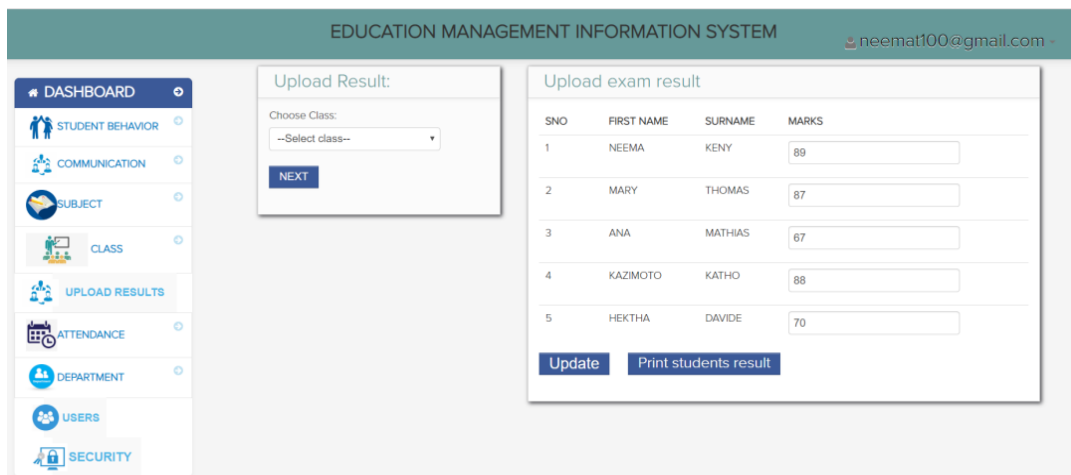 EDUCATION MANAGEMENT INFORMATION SYSTEM
neemat100@gmail.com
DASHBOARD
STUDENT BEHAVIOR
COMMUNICATION
SUBJECT
CLASS
UPLOAD RESULTS
ATTENDANCE
DEPARTMENT
USERS
SECURITY
Upload Result:
Choose Class:
--Select class--
NEXT
Upload exam result
SNO FIRST NAME SURNAME MARKS
1 NEEMA KENY 89
2 MARY THOMAS 87
3 ANA MATHIAS 67
4 KAZIMOTO KATHO 88
5 HEKTHA DAVIDE 70
Update Print students result